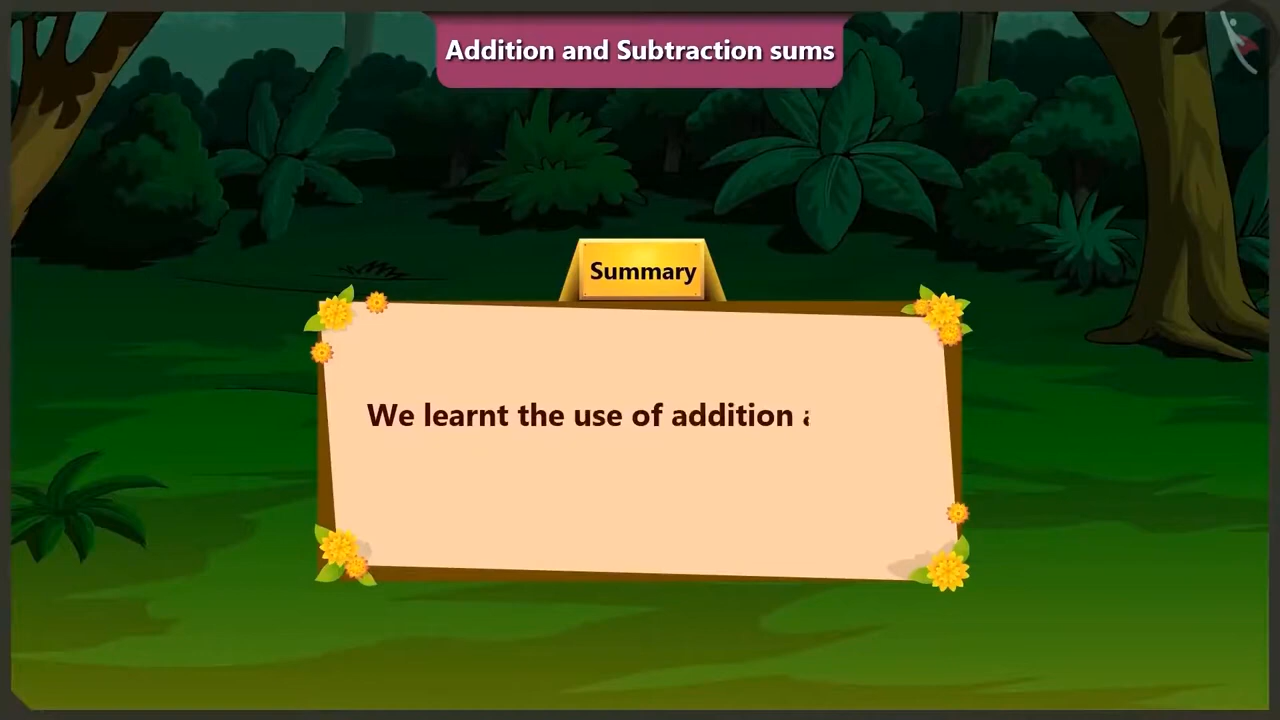 Addition and Subtraction sums
Summary
We learnt the use of addition